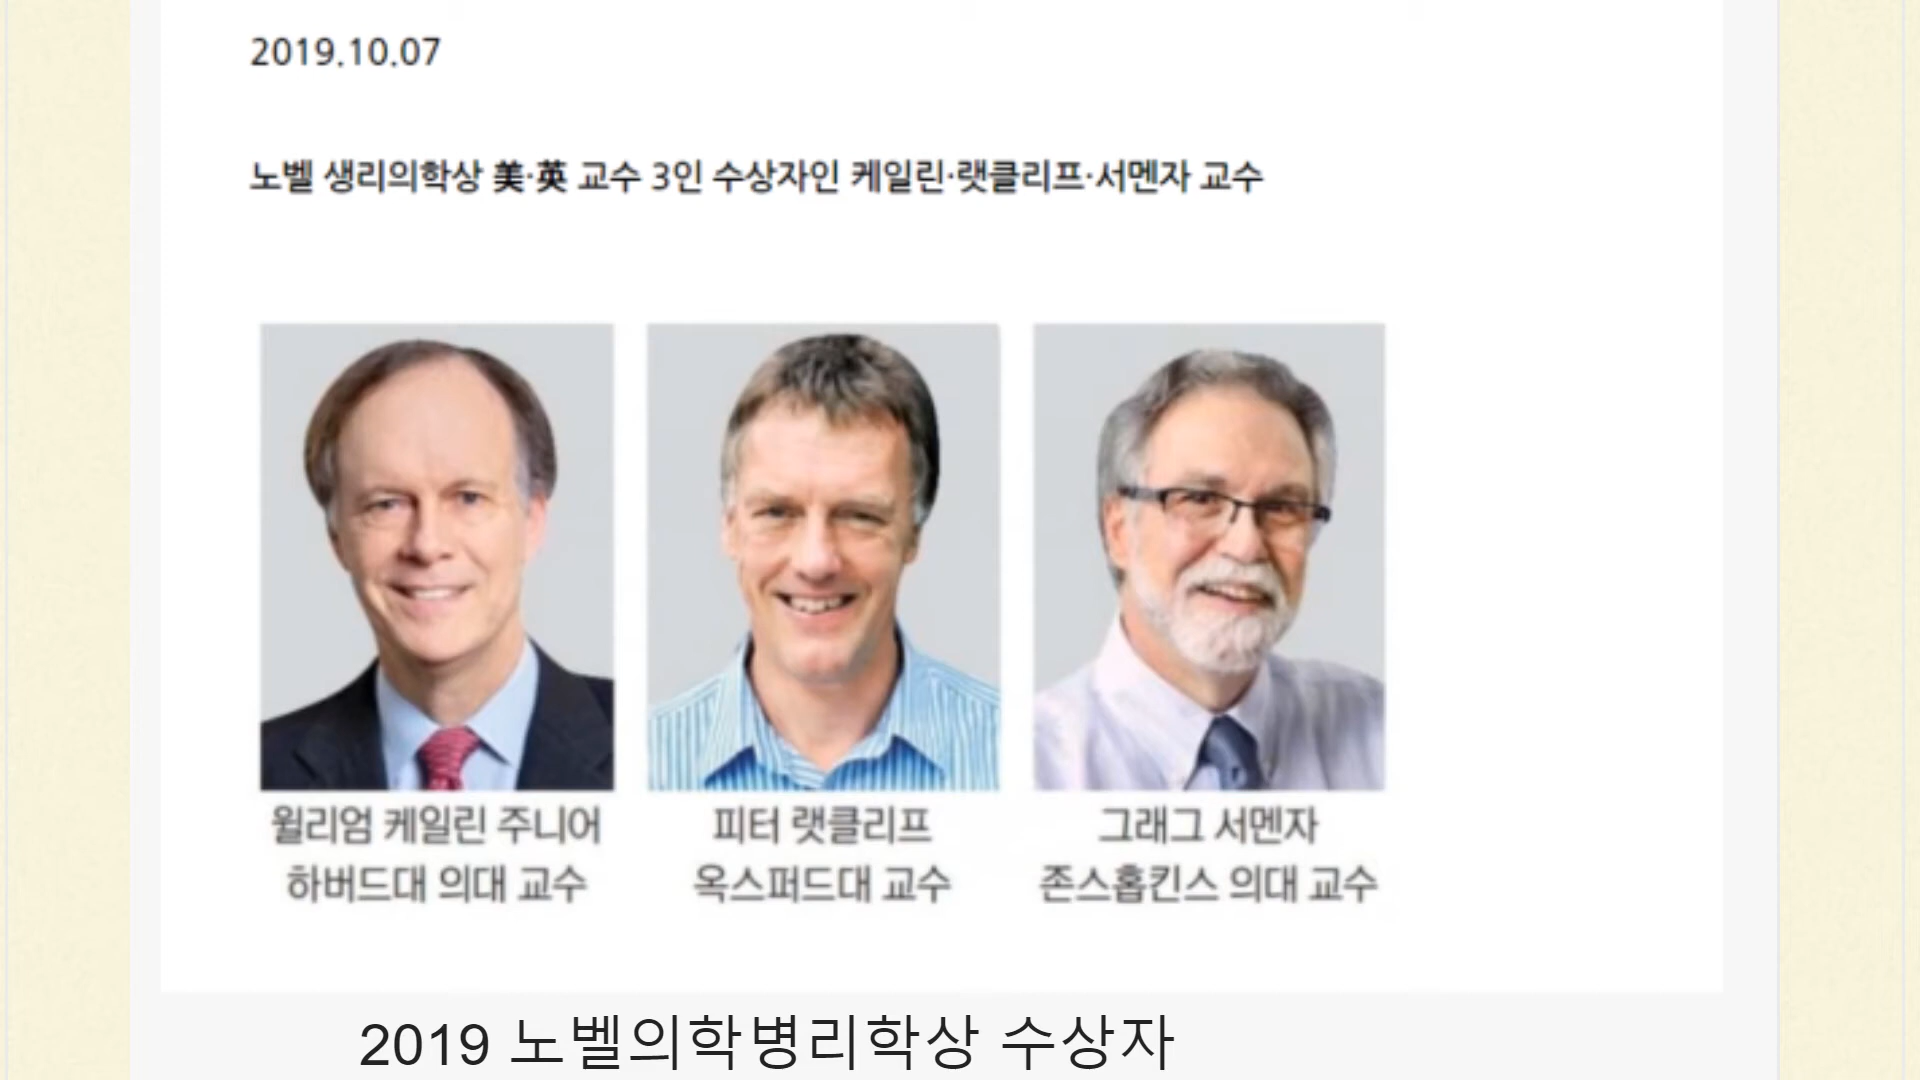 2019.10.07
노벨 생리의학상 美·英 교수 3인 수상자인 케일린·랫클리프·서멘자 교수
윌리엄 케일린 주니어
하버드대 의대 교수
피터 랫클리프
옥스퍼드대 교수
그래그 서멘자
존스홉킨스 의대 교수
2019 노벨의학병리학상 수상자